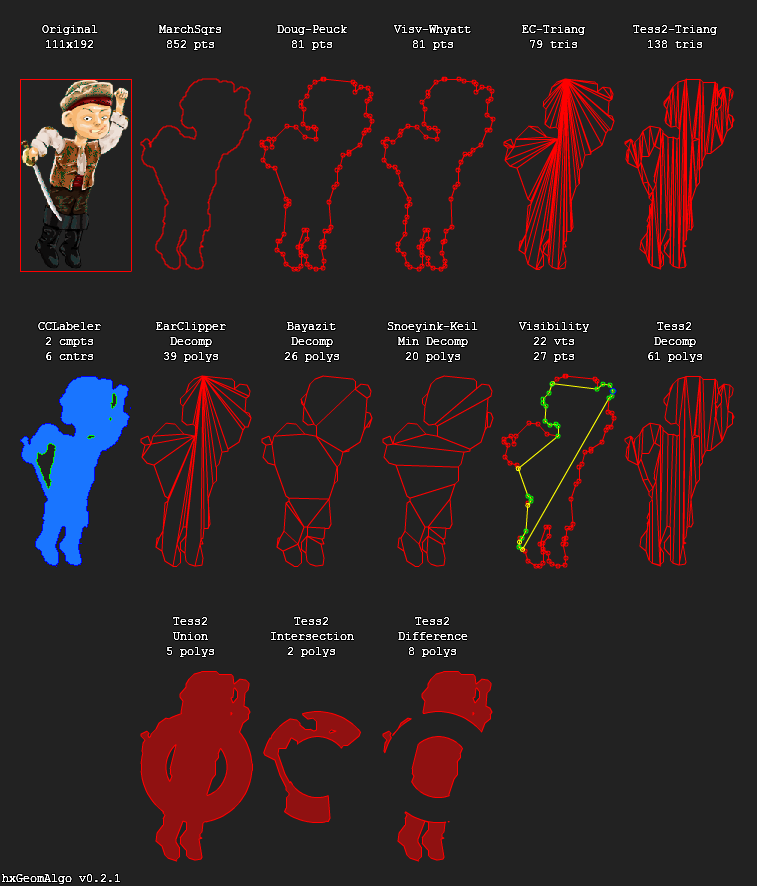 Original
111x192
MarchSqrs
852 pts
Doug-Peuck
81 pts
Visv-Whyatt
81 pts
EC-Triang
79 tris
Tess2-Triang
138 tris
CCLabeler
2 cmpts
6 cntrs
EarClipper
Decomp
39 polys
Bayazit
Decomp
26 polys
Snoeyink-Keil
Min Decomp
20 polys
Visibility
22 vts
27 pts
Tess2
Decomp
61 polys
Tess2
Union
5 polys
Tess2
Intersection
2 polys
Tess2
Difference
8 polys
hxGeomAlgo v0.2.1